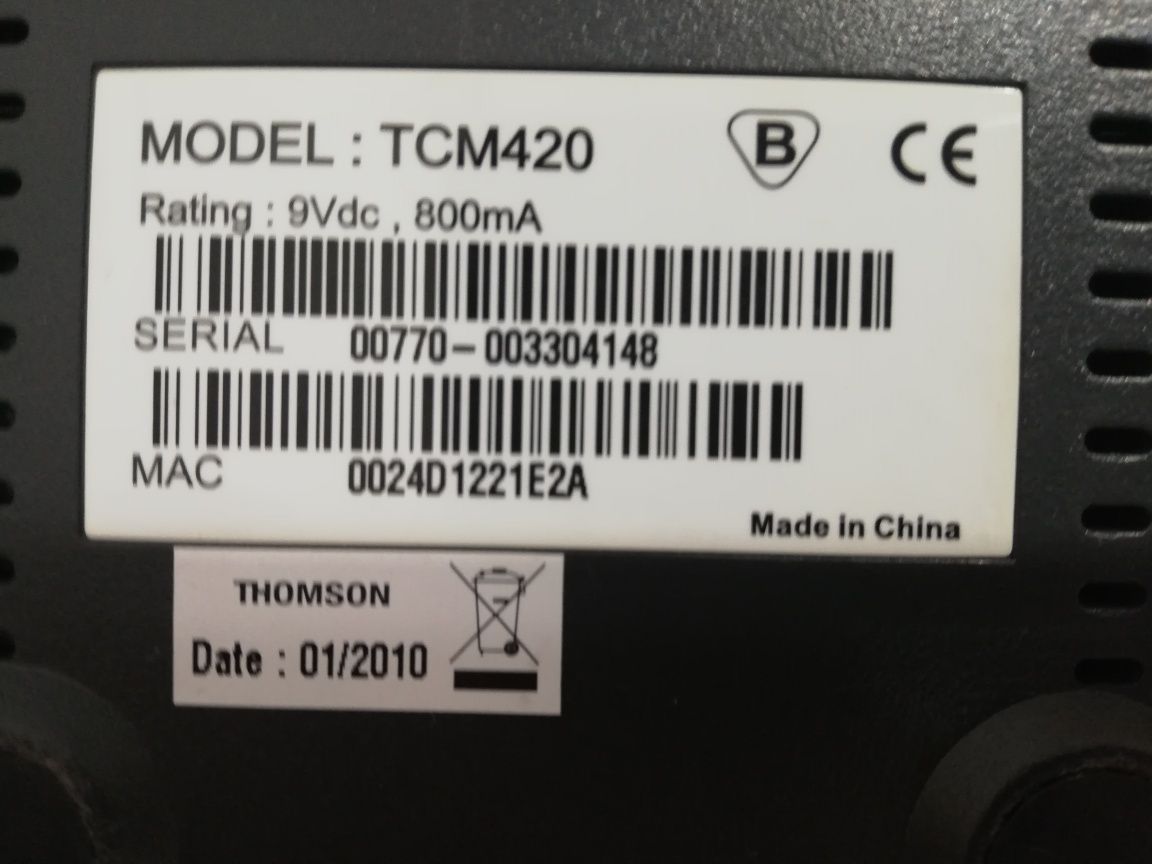 MODEL : TCM420
B CE
Rating : 9Vdc , 800mA
SERIAL 00770-003304148
MAC 0024D1221E2A
Made in China
THOMSON
Date : 01/2010